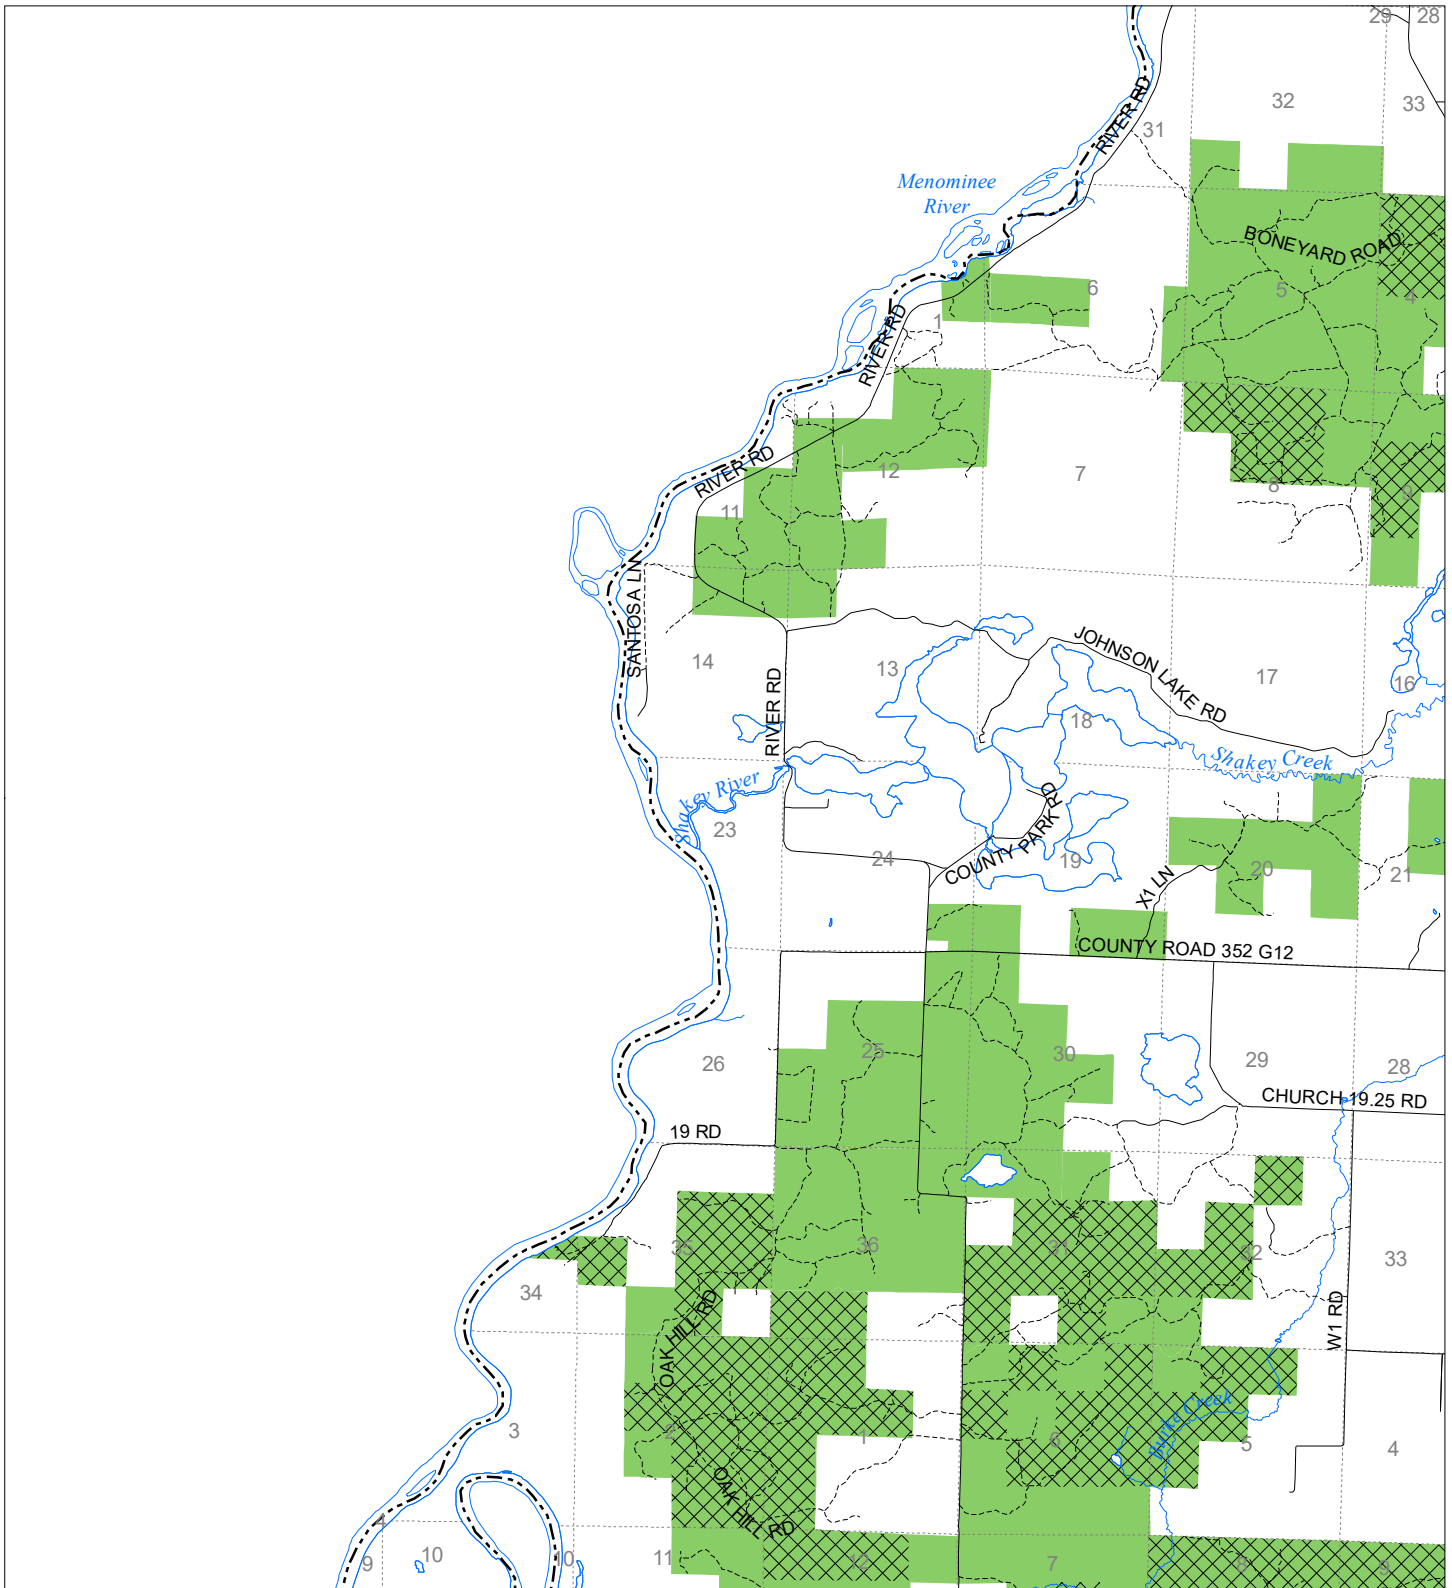 29
28
32
33
31
RIVER RD
Menominee
River
BONEYARD ROAD
6
5
4
1
RIVER RD
RIVER RD
12
7
8
9
11
SANTOSA LN
14
13
JOHNSON LAKE RD
17
16
RIVER RD
18
Shakey Creek
Shakey River
23
24
COUNTY PARK RD
19
X1 LN
20
21
COUNTY ROAD 352 G12
25
30
26
29
28
CHURCH 19.25 RD
19 RD
35
36
31
32
33
34
OAK HILL RD
W1 RD
3
2
1
6
Burke Creek
5
4
OAK HILL RD
4
9
10
10
11
12
7
8
9